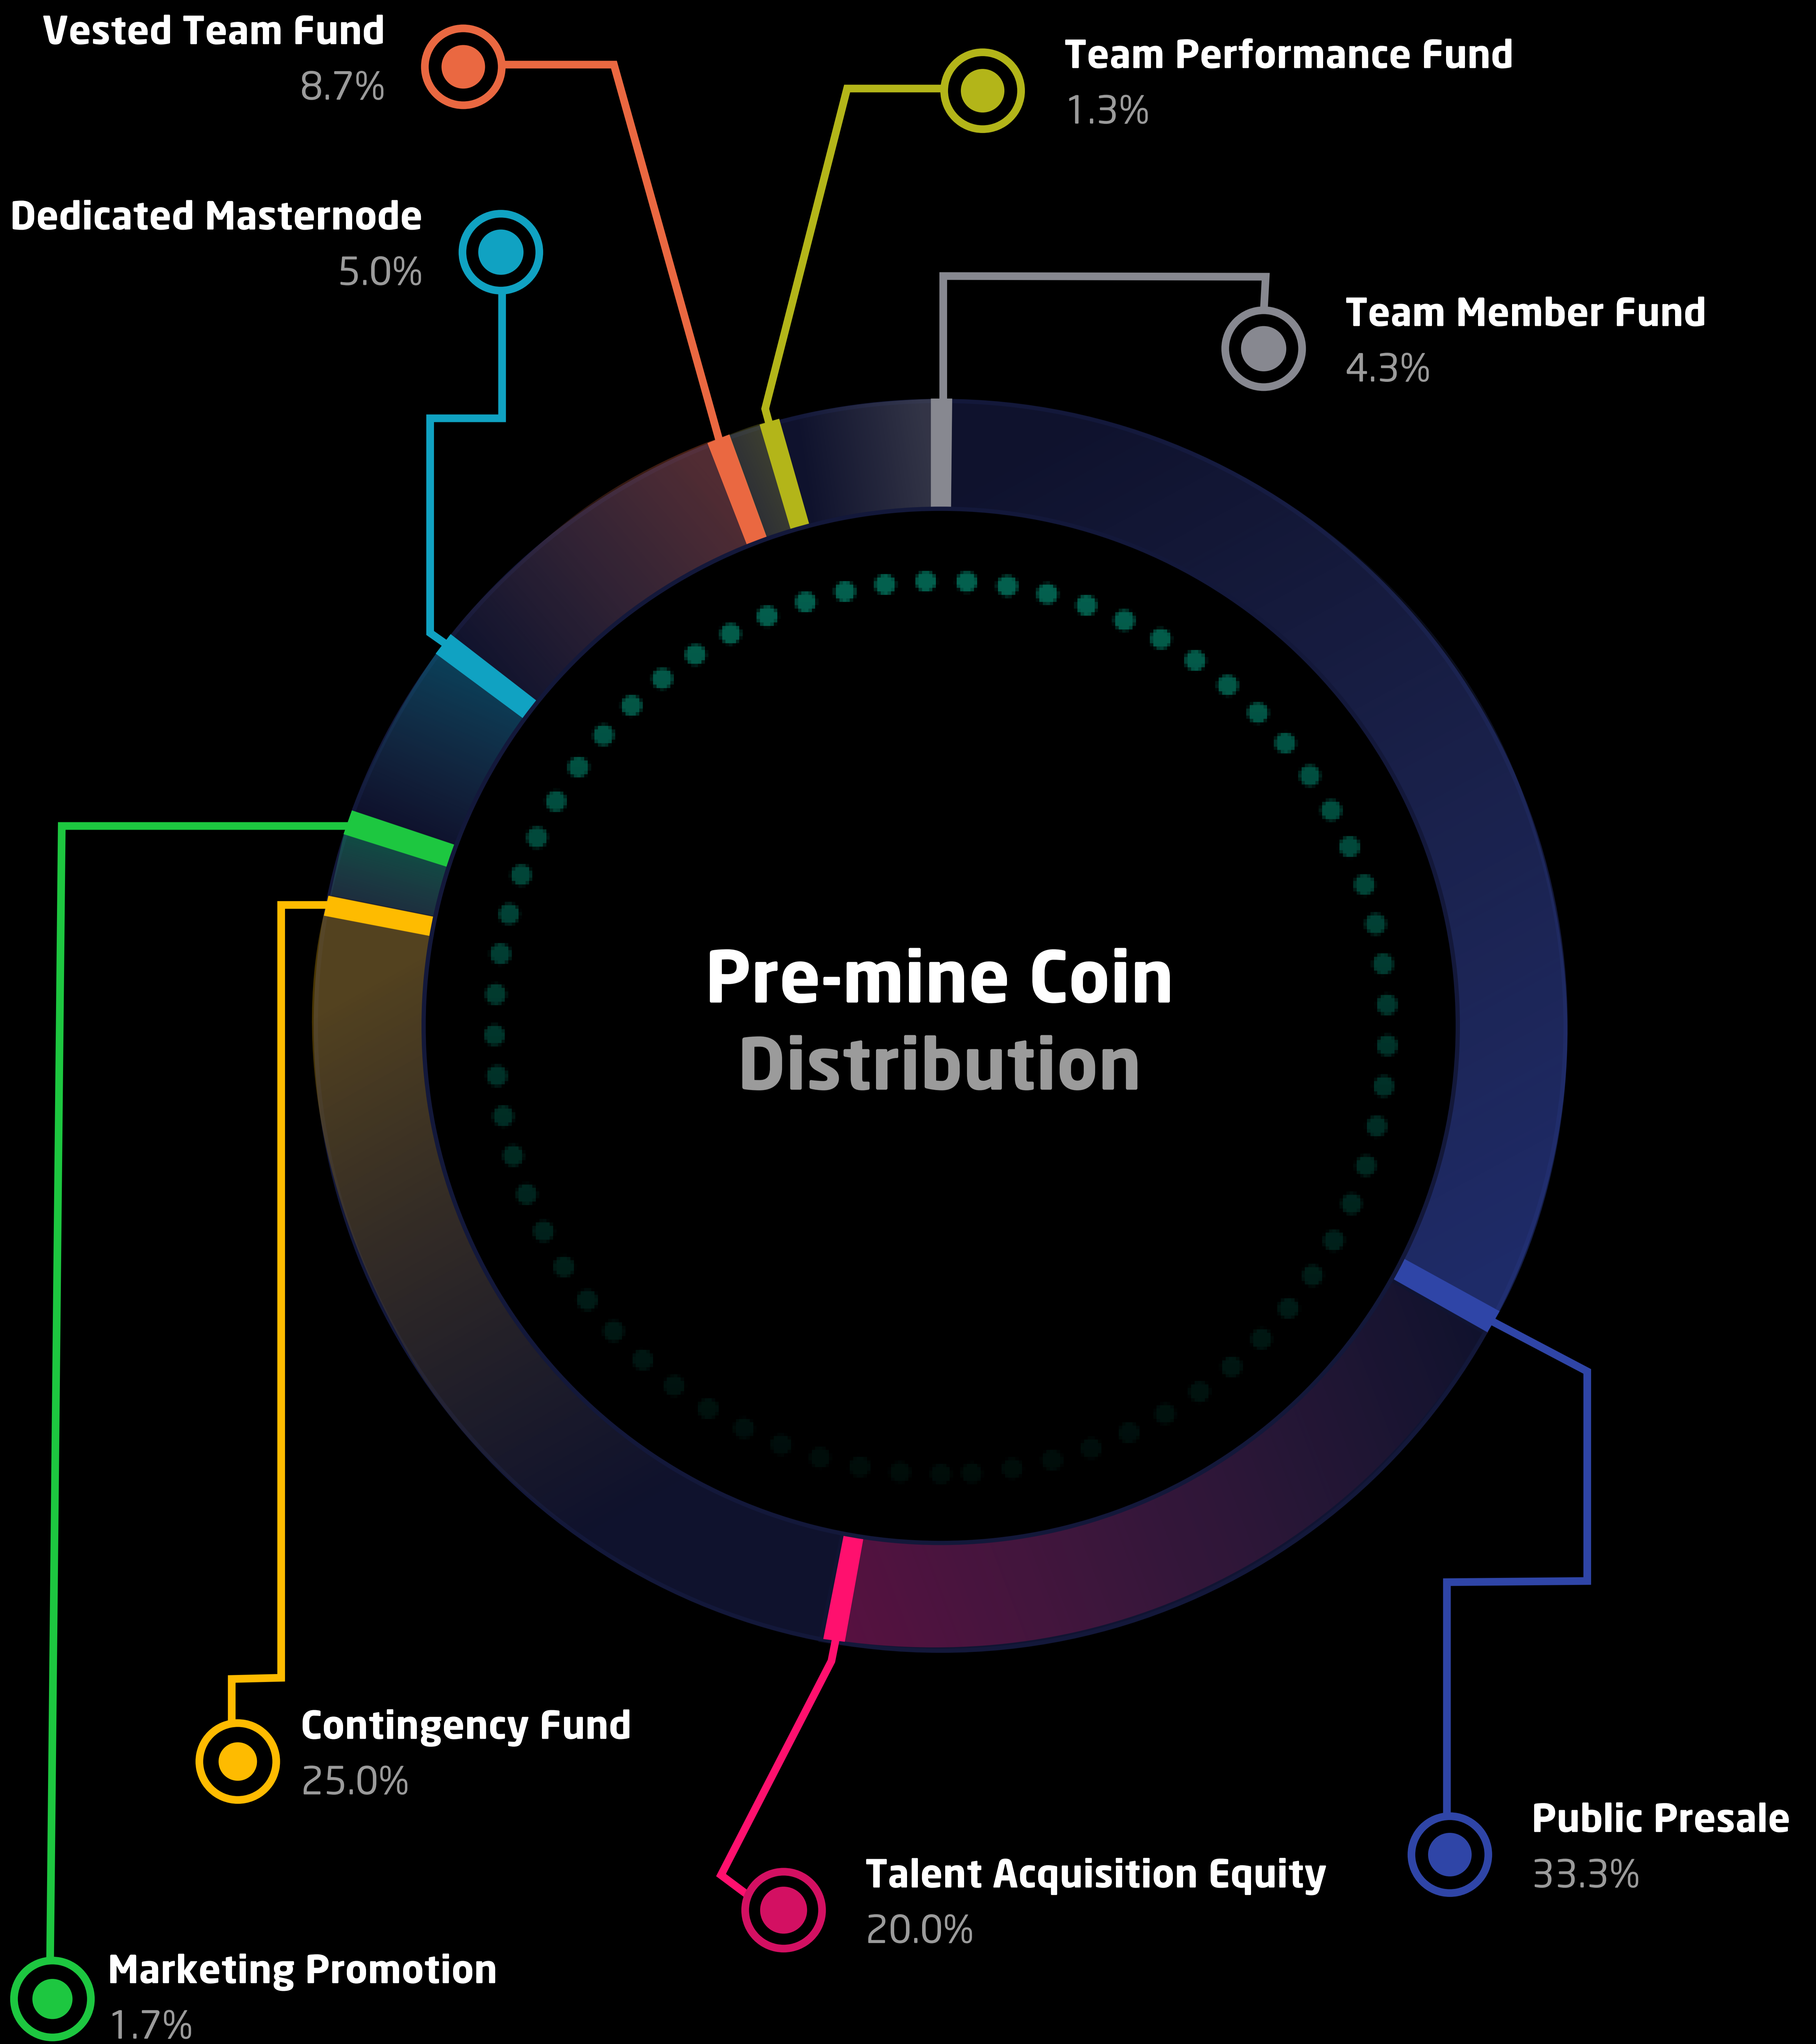 Vested Team Fund
8.7%
Team Performance Fund
1.3%
Dedicated Masternode
5.0%
Team Member Fund
4.3%
Pre-mine Coin
Distribution
Contingency Fund
25.0%
Public Presale
33.3%
Talent Acquisition Equity
20.0%
Marketing Promotion
1.7%